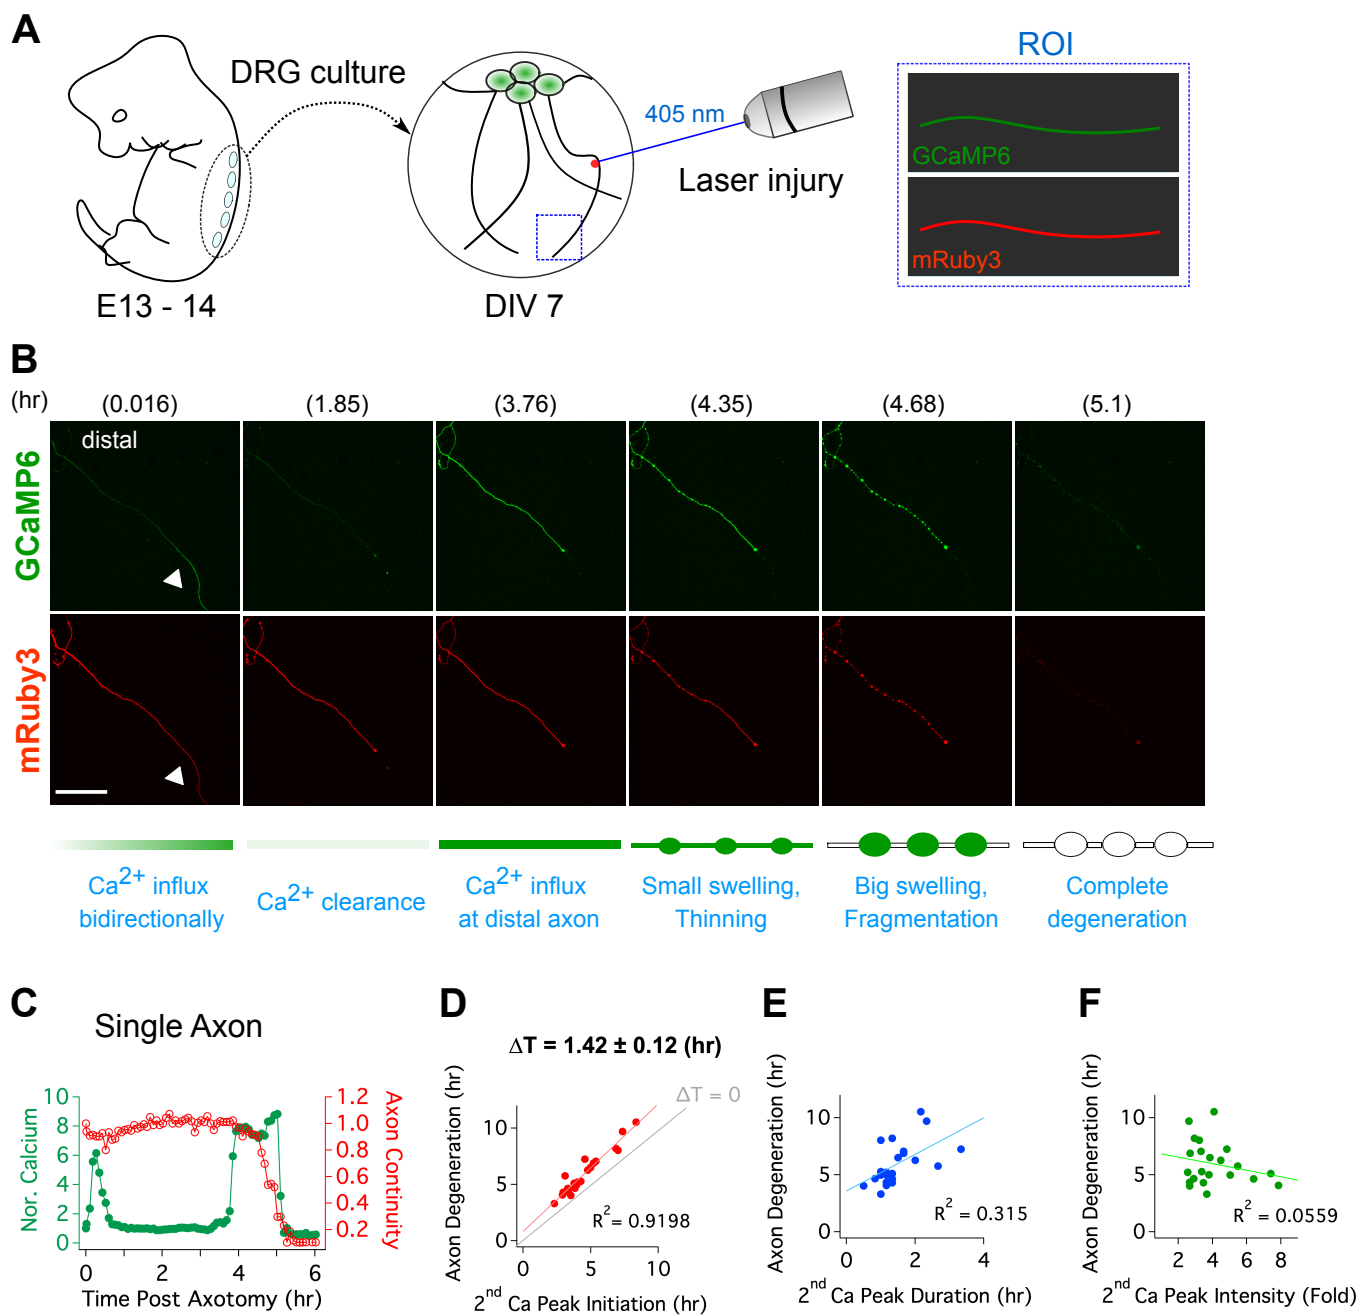 A
DRG culture
405 nm
Laser injury
E13 - 14
DIV 7
ROI
GCaMP6
mRuby3
B
(hr) (0.016) (1.85) (3.76) (4.35) (4.68) (5.1)
GCaMP6
distal
mRuby3
Ca2+ influx
bidirectionally
Ca2+ clearance
Ca2+ influx
at distal axon
Small swelling,
Thinning
Big swelling,
Fragmentation
Complete
degeneration
C
Single Axon
Nor. Calcium
10
8
6
4
2
0
Axon Continuity
1.2
1.0
0.8
0.6
0.4
0.2
0 2 4 6
Time Post Axotomy (hr)
D
ΔT = 1.42 ± 0.12 (hr)
ΔT = 0
Axon Degeneration (hr)
10
5
0
R2 = 0.9198
0 5 10
2nd Ca Peak Initiation (hr)
E
Axon Degeneration (hr)
10
5
0
R2 = 0.315
0 2 4
2nd Ca Peak Duration (hr)
F
Axon Degeneration (hr)
10
5
0
R2 = 0.0559
2 4 6 8
2nd Ca Peak Intensity (Fold)